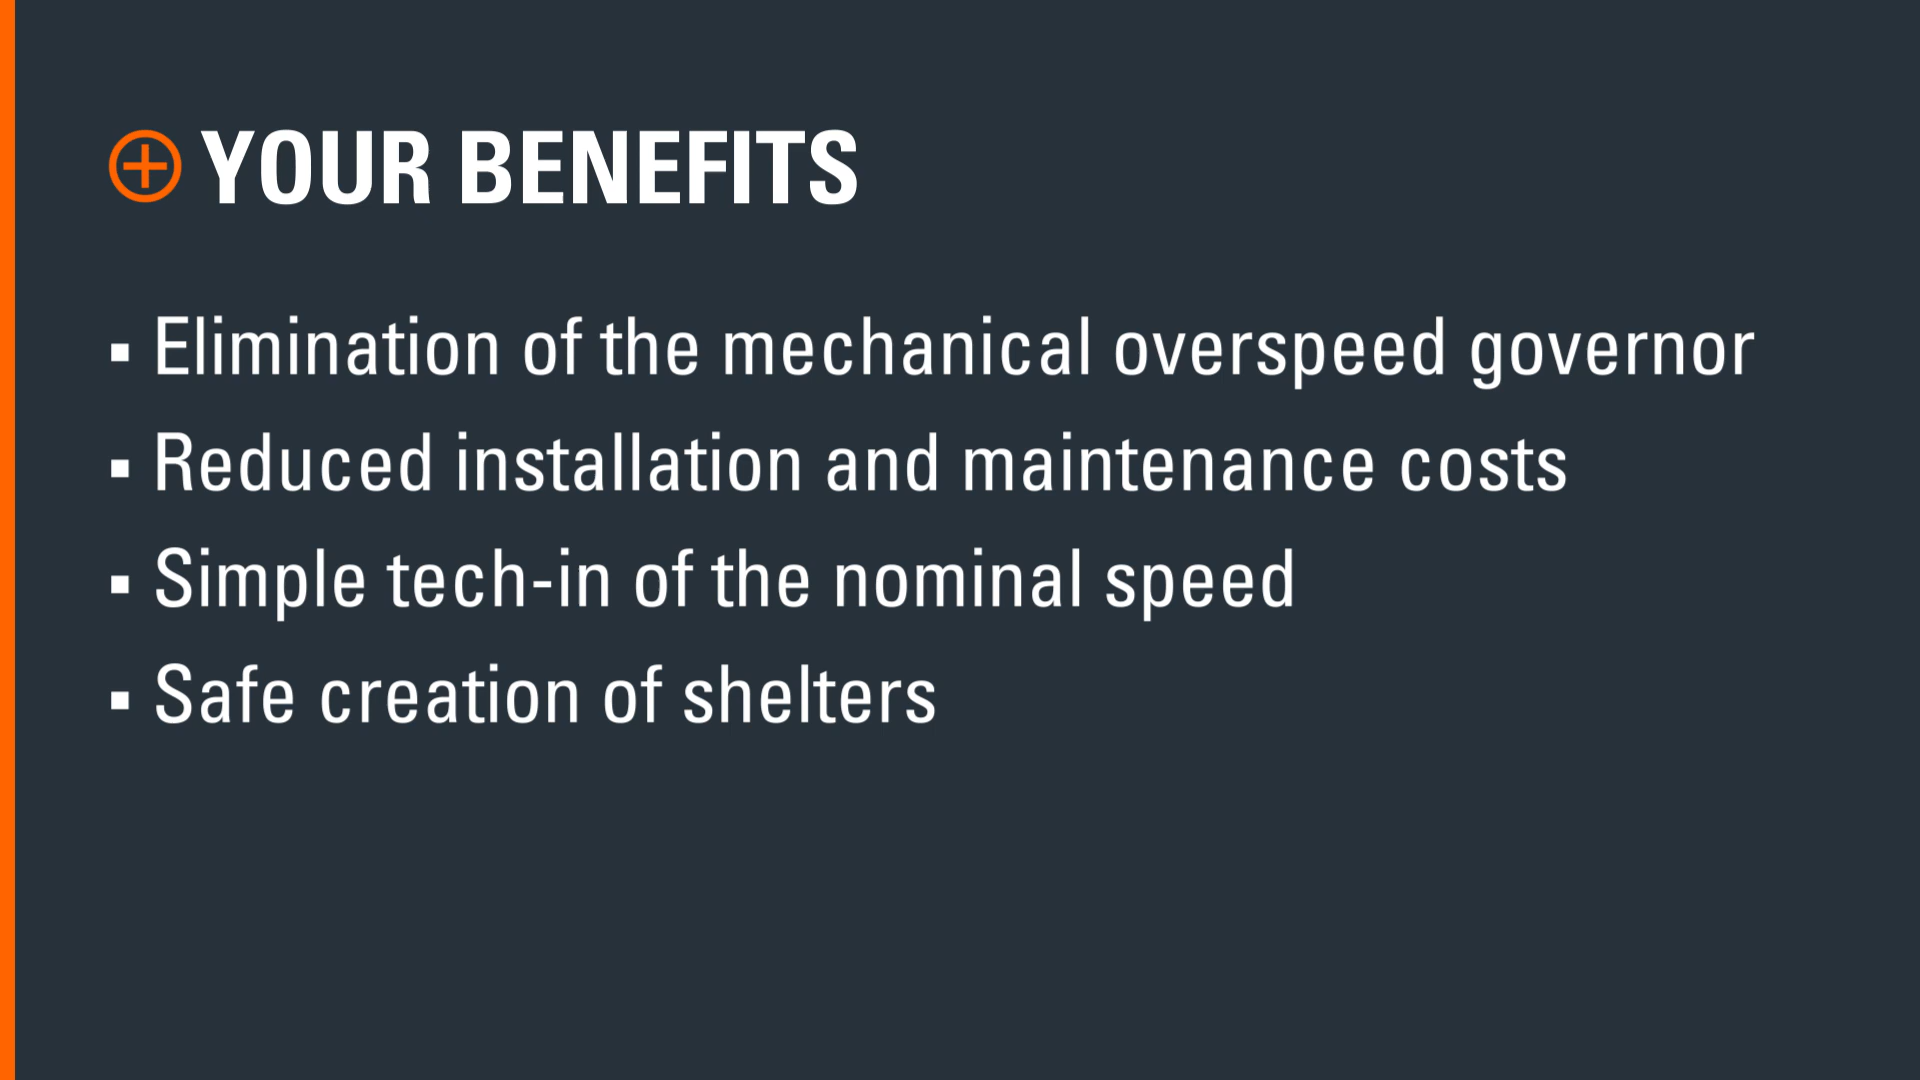 YOUR BENEFITS
▪ Elimination of the mechanical overspeed governor
▪ Reduced installation and maintenance costs
▪ Simple tech-in of the nominal speed
▪ Safe creation of shelters